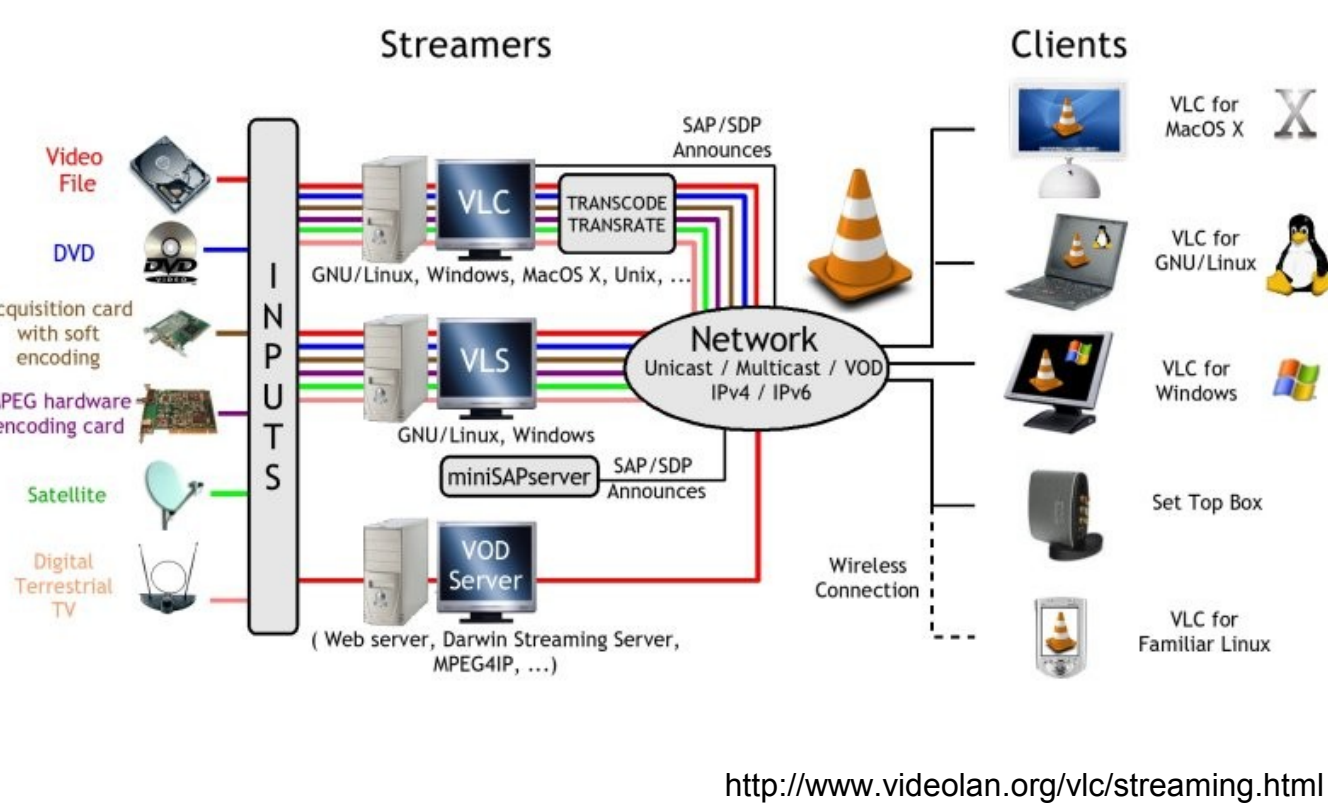 Streamers
Clients
Video
File
DVD
cquisition card
with soft
encoding
MPEG hardware
encoding card
Satellite
Digital
Terrestrial
TV
DVD
VIDEO
I
N
P
U
T
S
VLC
TRANSCODE
TRANSRATE
SAP/SDP
Announces
GNU/Linux, Windows, MacOS X, Unix, ...
VLS
GNU/Linux, Windows
Network
Unicast / Multicast / VOD
IPv4 / IPv6
miniSAPserver
SAP/SDP
Announces
VOD
Server
( Web server, Darwin Streaming Server,
MPEG4IP, ...)
Wireless
Connection
VLC for
MacOS X
X
VLC for
GNU/Linux
VLC for
Windows
Set Top Box
VLC for
Familiar Linux
http://www.videolan.org/vlc/streaming.html